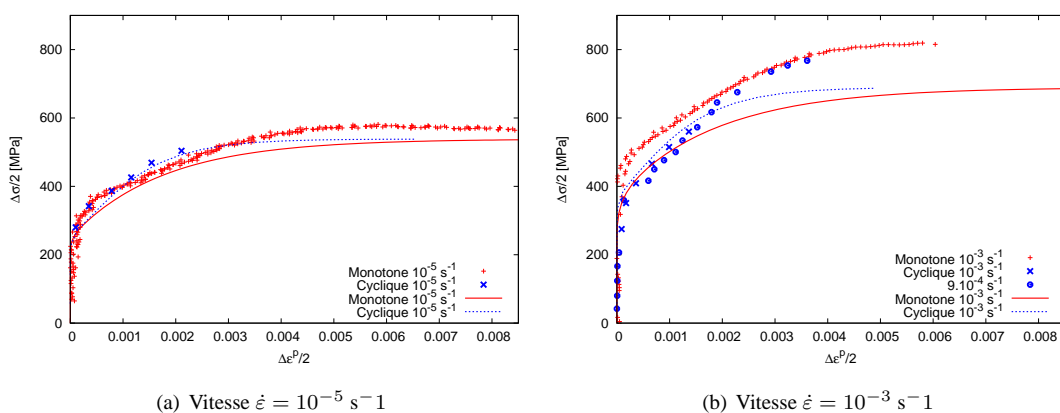 800
600
400
200
0
Δσ/2 [MPa]
0 0.001 0.002 0.003 0.004 0.005 0.006 0.007 0.008
Δεᵖ/2
Monotone 10⁻⁵ s⁻¹
Cyclique 10⁻⁵ s⁻¹
Monotone 10⁻⁵ s⁻¹
Cyclique 10⁻⁵ s⁻¹
(a) Vitesse ε̇ = 10⁻⁵ s⁻1
800
600
400
200
0
Δσ/2 [MPa]
0 0.001 0.002 0.003 0.004 0.005 0.006 0.007 0.008
Δεᵖ/2
Monotone 10⁻³ s⁻¹
Cyclique 10⁻³ s⁻¹
9.10⁻⁴ s⁻¹
Monotone 10⁻³ s⁻¹
Cyclique 10⁻³ s⁻¹
(b) Vitesse ε̇ = 10⁻³ s⁻1